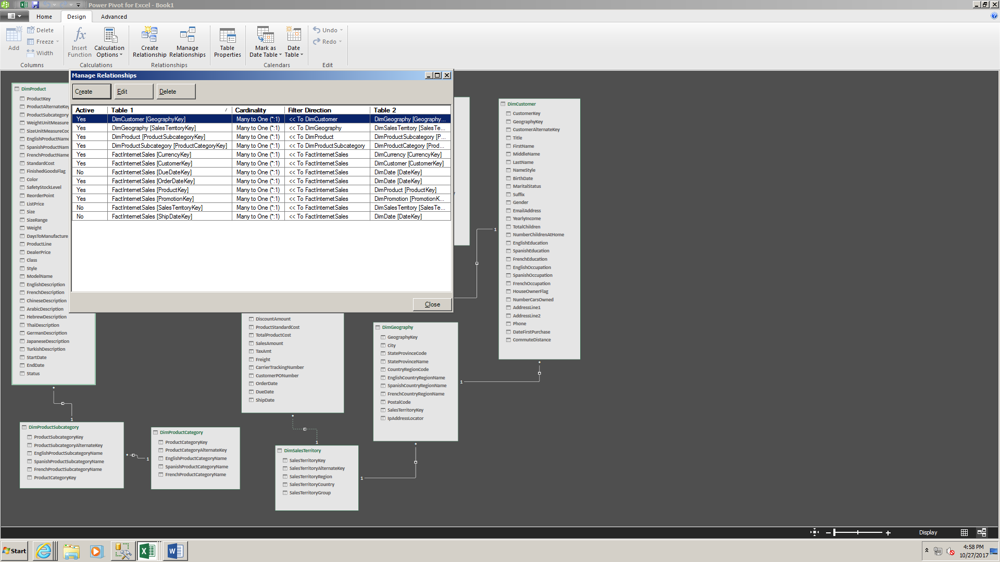 Power Pivot for Excel - Book1
Home
Design
Advanced
Add
Delete
Freeze
Width
Columns
fx
Insert Function
Calculation Options
Calculations
Create Relationship
Manage Relationships
Relationships
Table Properties
Mark as Date Table
Date Table
Calendars
Undo
Redo
Edit
Manage Relationships
Create
Edit
Delete
Active Table 1 Cardinality Filter Direction Table 2
Yes DimCustomer [GeographyKey] Many to One (*:1) << To DimCustomer DimGeography [Geography...
Yes DimGeography [SalesTerritoryKey] Many to One (*:1) << To DimGeography DimSalesTerritory [SalesTe...
Yes DimProduct [ProductSubcategoryKey] Many to One (*:1) << To DimProduct DimProductSubcategory [P...
Yes DimProductSubcategory [ProductCategoryKey] Many to One (*:1) << To DimProductSubcategory DimProductCategory [Prod...
Yes FactInternetSales [CurrencyKey] Many to One (*:1) << To FactInternetSales DimCurrency [CurrencyKey]
Yes FactInternetSales [CustomerKey] Many to One (*:1) << To FactInternetSales DimCustomer [CustomerKey]
No FactInternetSales [DueDateKey] Many to One (*:1) << To FactInternetSales DimDate [DateKey]
Yes FactInternetSales [OrderDateKey] Many to One (*:1) << To FactInternetSales DimDate [DateKey]
Yes FactInternetSales [ProductKey] Many to One (*:1) << To FactInternetSales DimProduct [ProductKey]
Yes FactInternetSales [PromotionKey] Many to One (*:1) << To FactInternetSales DimPromotion [PromotionK...
No FactInternetSales [SalesTerritoryKey] Many to One (*:1) << To FactInternetSales DimSalesTerritory [SalesTe...
No FactInternetSales [ShipDateKey] Many to One (*:1) << To FactInternetSales DimDate [DateKey]
Close
DimProduct
ProductKey
ProductAlternateKey
ProductSubcategory
WeightUnitMeasure
SizeUnitMeasureCod
EnglishProductName
SpanishProductNam
FrenchProductName
StandardCost
FinishedGoodsFlag
Color
SafetyStockLevel
ReorderPoint
ListPrice
Size
SizeRange
Weight
DaysToManufacture
ProductLine
DealerPrice
Class
Style
ModelName
EnglishDescription
FrenchDescription
ChineseDescription
ArabicDescription
HebrewDescription
ThaiDescription
GermanDescription
JapaneseDescription
TurkishDescription
StartDate
EndDate
Status
DimCustomer
CustomerKey
GeographyKey
CustomerAlternateKey
Title
FirstName
MiddleName
LastName
NameStyle
BirthDate
MaritalStatus
Suffix
Gender
EmailAddress
YearlyIncome
TotalChildren
NumberChildrenAtHome
EnglishEducation
SpanishEducation
FrenchEducation
EnglishOccupation
SpanishOccupation
FrenchOccupation
HouseOwnerFlag
NumberCarsOwned
AddressLine1
AddressLine2
Phone
DateFirstPurchase
CommuteDistance
1
DiscountAmount
ProductStandardCost
TotalProductCost
SalesAmount
TaxAmt
Freight
CarrierTrackingNumber
CustomerPONumber
OrderDate
DueDate
ShipDate
DimGeography
GeographyKey
City
StateProvinceCode
StateProvinceName
CountryRegionCode
EnglishCountryRegionName
SpanishCountryRegionName
FrenchCountryRegionName
PostalCode
SalesTerritoryKey
IpAddressLocator
1
1
DimProductSubcategory
ProductSubcategoryKey
ProductSubcategoryAlternateKey
EnglishProductSubcategoryName
SpanishProductSubcategoryName
FrenchProductSubcategoryName
ProductCategoryKey
1
DimProductCategory
ProductCategoryKey
ProductCategoryAlternateKey
EnglishProductCategoryName
SpanishProductCategoryName
FrenchProductCategoryName
1
DimSalesTerritory
SalesTerritoryKey
SalesTerritoryAlternateKey
SalesTerritoryRegion
SalesTerritoryCountry
SalesTerritoryGroup
1
Display
Start
4:58 PM
10/27/2017